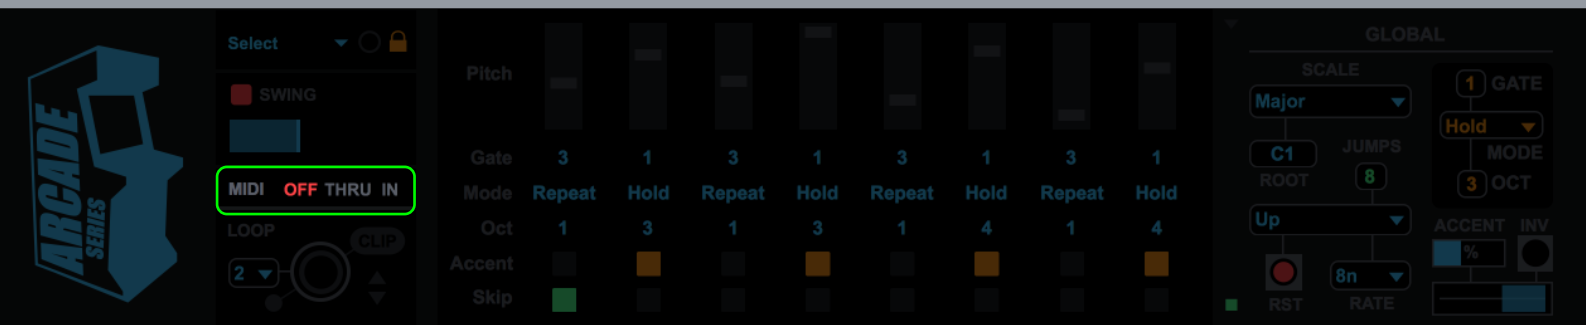 ARCADE
SERIES
Select
SWING
MIDI OFF THRU IN
LOOP
CLIP
2
Pitch
Gate 3 1 3 1 3 1 3 1
Mode Repeat Hold Repeat Hold Repeat Hold Repeat Hold
Oct 1 3 1 3 1 4 1 4
Accent
Skip
GLOBAL
SCALE
Major
C1
ROOT
JUMPS
8
Up
RST
8n
RATE
1 GATE
Hold
MODE
3 OCT
ACCENT INV
%